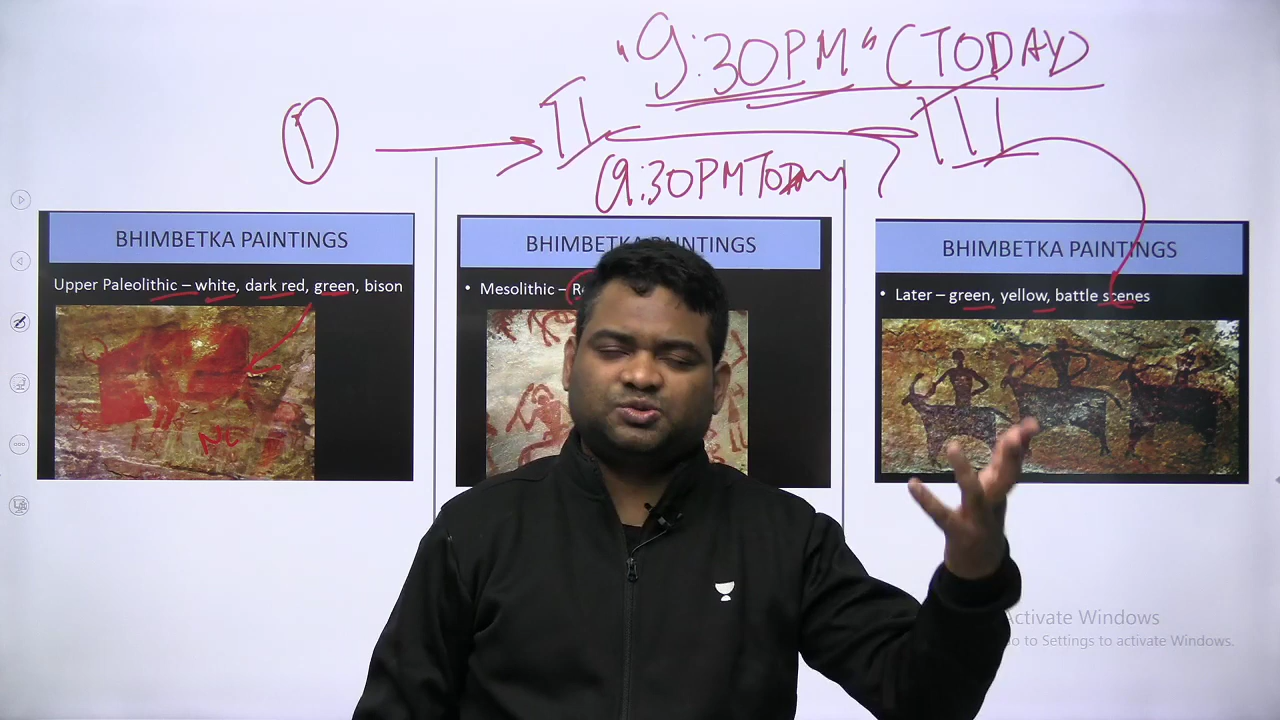 "9:30PM" (TODAY)
I
II
III
(9:30PM TODAY
BHIMBETKA PAINTINGS
Upper Paleolithic – white, dark red, green, bison
BHIMBETKA PAINTINGS
• Mesolithic – R
BHIMBETKA PAINTINGS
• Later – green, yellow, battle scenes
Activate Windows
Go to Settings to activate Windows.